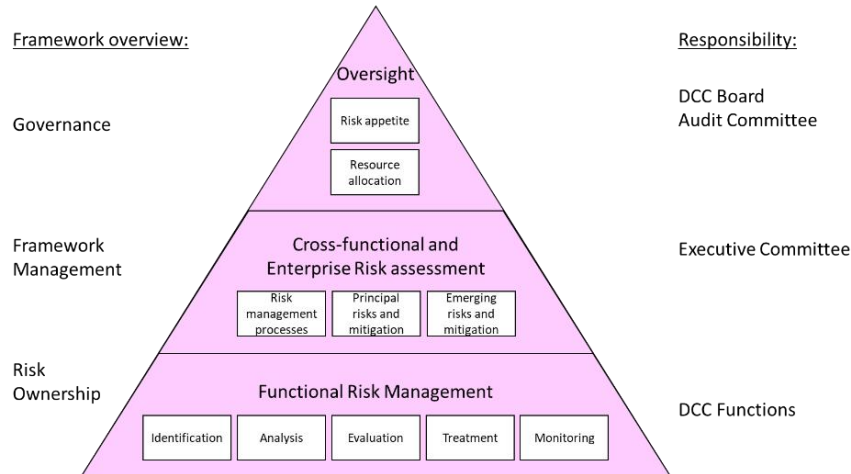 Framework overview:
Responsibility:
Oversight
Governance
DCC Board
Audit Committee
Risk appetite
Resource
allocation
Framework
Management
Cross-functional and
Enterprise Risk assessment
Executive Committee
Risk
management
processes
Principal
risks and
mitigation
Emerging
risks and
mitigation
Risk
Ownership
Functional Risk Management
DCC Functions
Identification
Analysis
Evaluation
Treatment
Monitoring